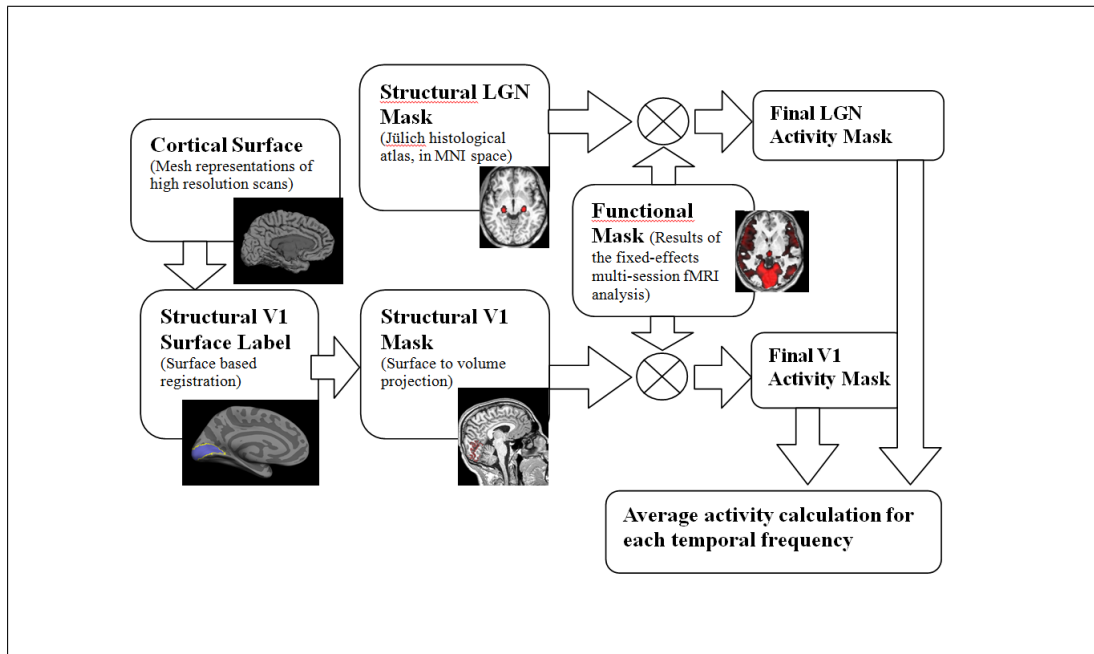 Cortical Surface
(Mesh representations of
high resolution scans)
Structural LGN
Mask
(Jülich histological
atlas, in MNI space)
Final LGN
Activity Mask
Functional
Mask (Results of
the fixed-effects
multi-session fMRI
analysis)
Structural V1
Surface Label
(Surface based
registration)
Structural V1
Mask
(Surface to volume
projection)
Final V1
Activity Mask
Average activity calculation for
each temporal frequency